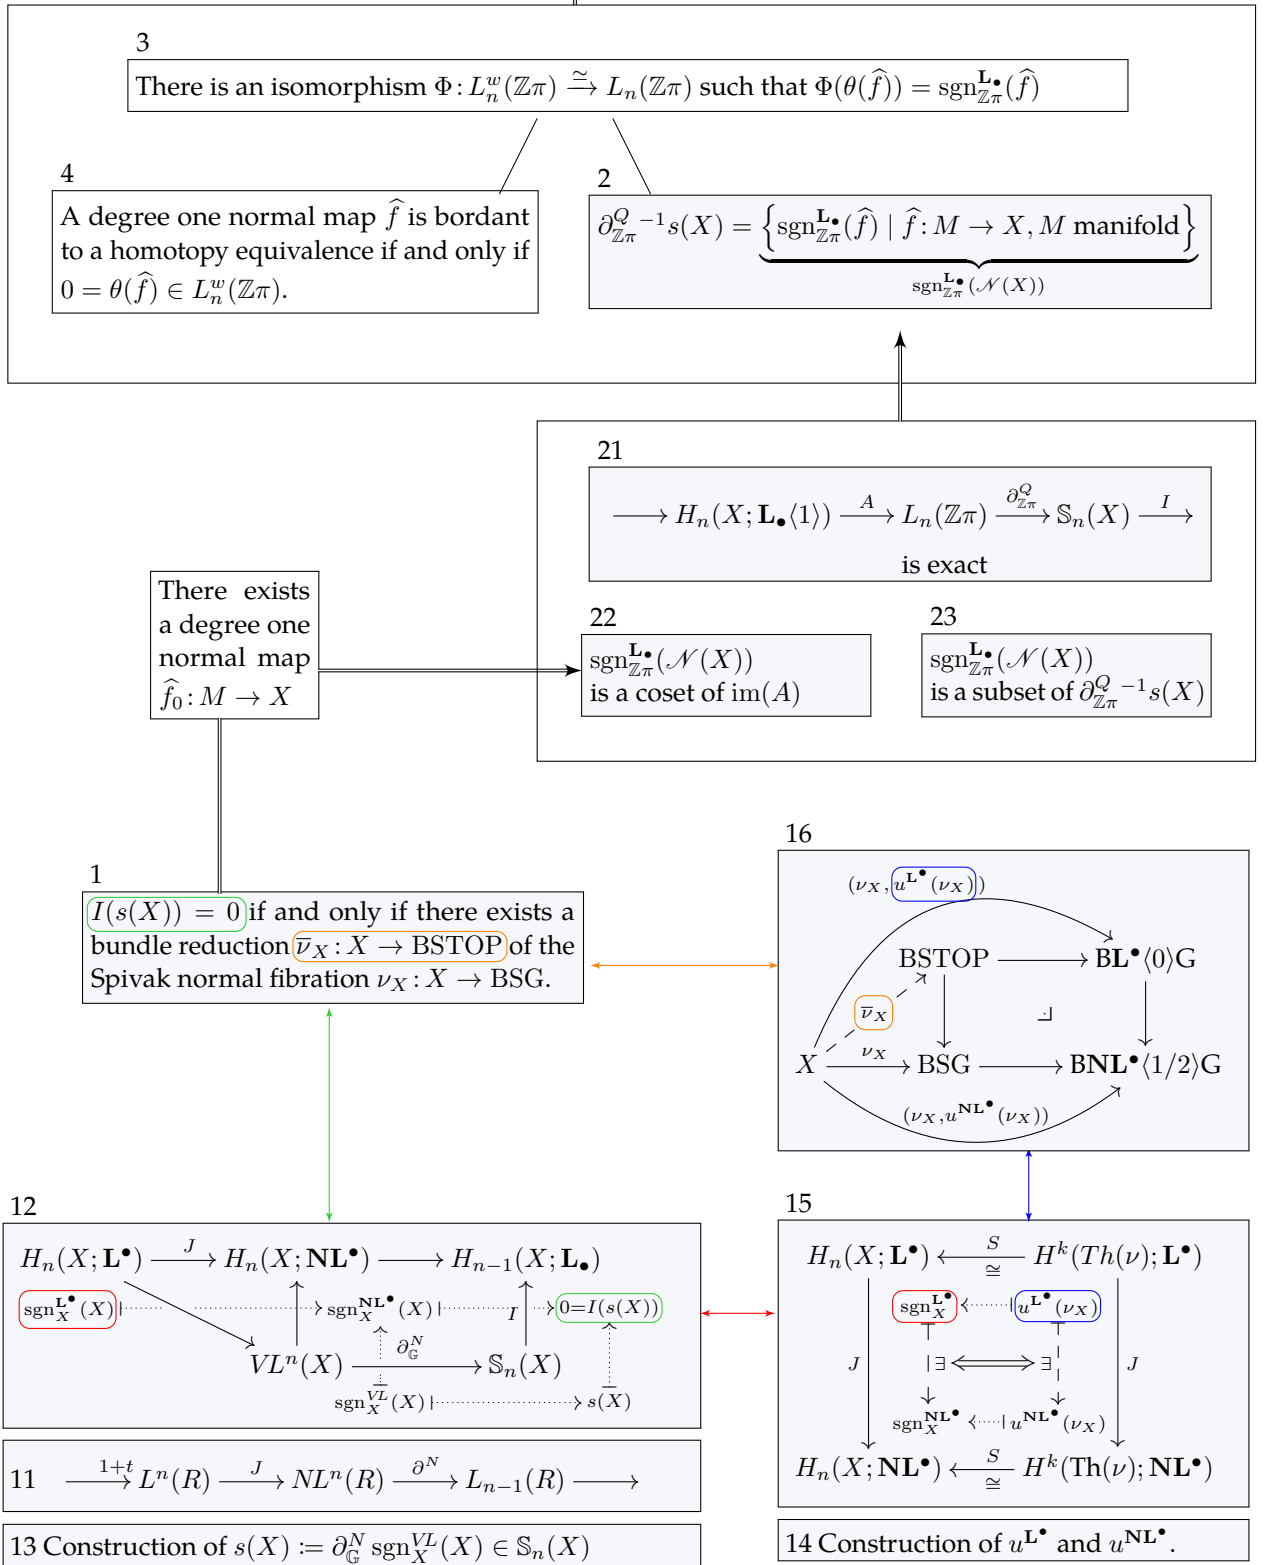 3
There is an isomorphism Φ: L_n^w(ℤπ) ≃→ L_n(ℤπ) such that Φ(θ(f̂)) = sgn_{ℤπ}^{𝐋_•}(f̂)
4
A degree one normal map f̂ is bordant
to a homotopy equivalence if and only if
0 = θ(f̂) ∈ L_n^w(ℤπ).
2
∂_{ℤπ}^Q ^{-1} s(X) = {sgn_{ℤπ}^{𝐋_•}(f̂) | f̂: M → X, M manifold}
sgn_{ℤπ}^{𝐋_•}(𝒩(X))
21
⟶ H_n(X; 𝐋_•⟨1⟩) —A→ L_n(ℤπ) —∂_{ℤπ}^Q→ 𝕊_n(X) —I→
is exact
There exists
a degree one
normal map
f̂_0: M → X
22
sgn_{ℤπ}^{𝐋_•}(𝒩(X))
is a coset of im(A)
23
sgn_{ℤπ}^{𝐋_•}(𝒩(X))
is a subset of ∂_{ℤπ}^Q ^{-1} s(X)
1
I(s(X)) = 0 if and only if there exists a
bundle reduction ν̄_X: X → BSTOP of the
Spivak normal fibration ν_X: X → BSG.
16
(ν_X, u^{𝐋^•}(ν_X))
BSTOP ⟶ B𝐋^•⟨0⟩G
ν̄_X
X —ν_X→ BSG ⟶ B𝐍𝐋^•⟨1/2⟩G
(ν_X, u^{𝐍𝐋^•}(ν_X))
12
H_n(X; 𝐋^•) —J→ H_n(X; 𝐍𝐋^•) ⟶ H_{n-1}(X; 𝐋_•)
sgn_X^{𝐋^•}(X) sgn_X^{𝐍𝐋^•}(X) I 0=I(s(X))
VL^n(X) —∂_𝔾^N→ 𝕊_n(X)
sgn_X^{VL}(X) s(X)
11 —1+t→ L^n(R) —J→ NL^n(R) —∂^N→ L_{n-1}(R) ⟶
13 Construction of s(X) ≔ ∂_𝔾^N sgn_X^{VL}(X) ∈ 𝕊_n(X)
15
H_n(X; 𝐋^•) ←S ≅— H^k(Th(ν); 𝐋^•)
sgn_X^{𝐋^•} u^{𝐋^•}(ν_X)
J ∃ ⟺ ∃ J
sgn_X^{𝐍𝐋^•} u^{𝐍𝐋^•}(ν_X)
H_n(X; 𝐍𝐋^•) ←S ≅— H^k(Th(ν); 𝐍𝐋^•)
14 Construction of u^{𝐋^•} and u^{𝐍𝐋^•}.